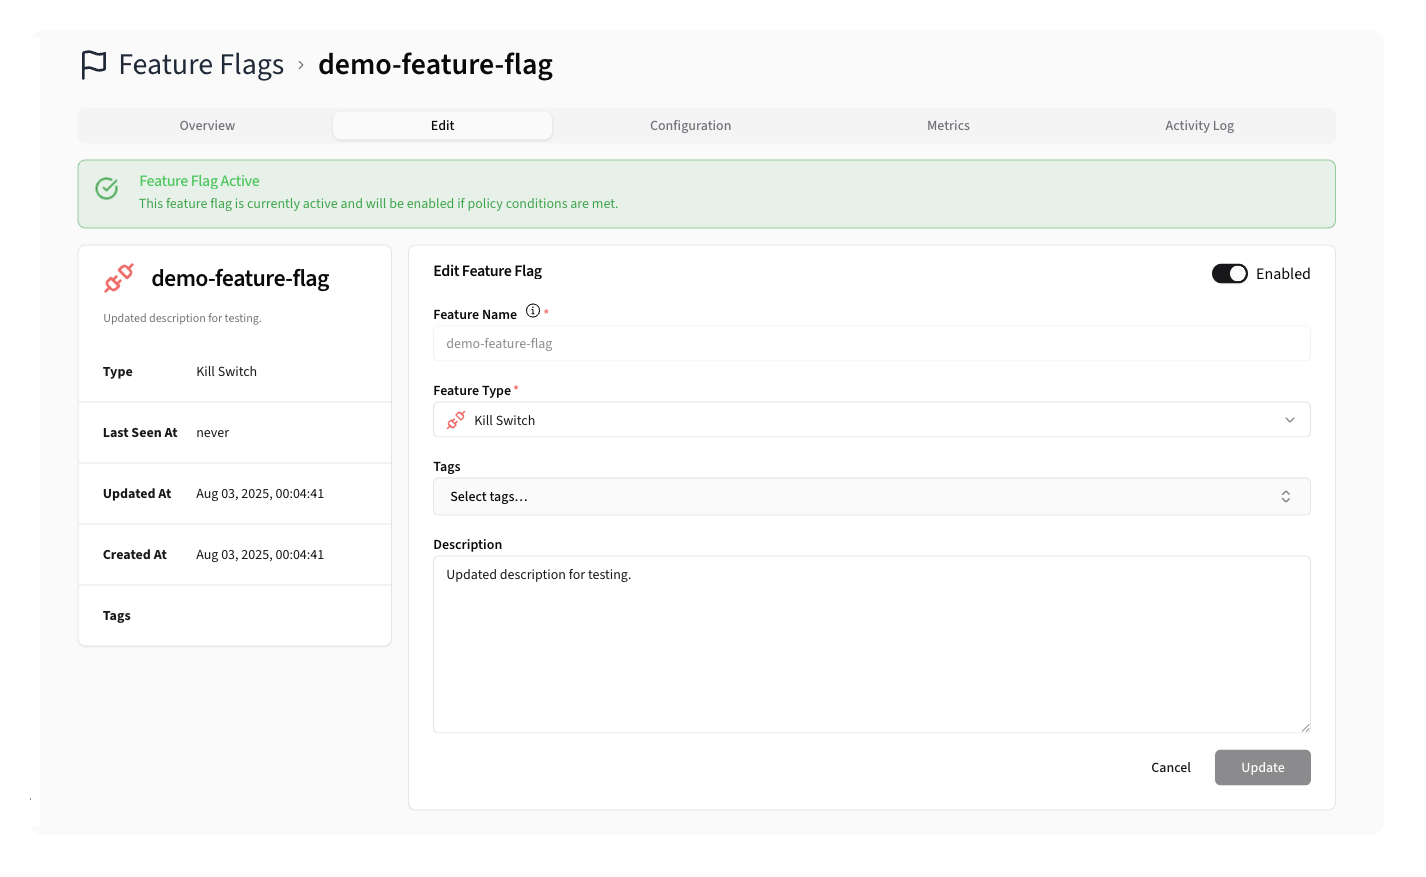 Feature Flags › demo-feature-flag
Overview Edit Configuration Metrics Activity Log
Feature Flag Active
This feature flag is currently active and will be enabled if policy conditions are met.
demo-feature-flag
Updated description for testing.
Type Kill Switch
Last Seen At never
Updated At Aug 03, 2025, 00:04:41
Created At Aug 03, 2025, 00:04:41
Tags
Edit Feature Flag
Enabled
Feature Name *
demo-feature-flag
Feature Type *
Kill Switch
Tags
Select tags...
Description
Updated description for testing.
Cancel Update